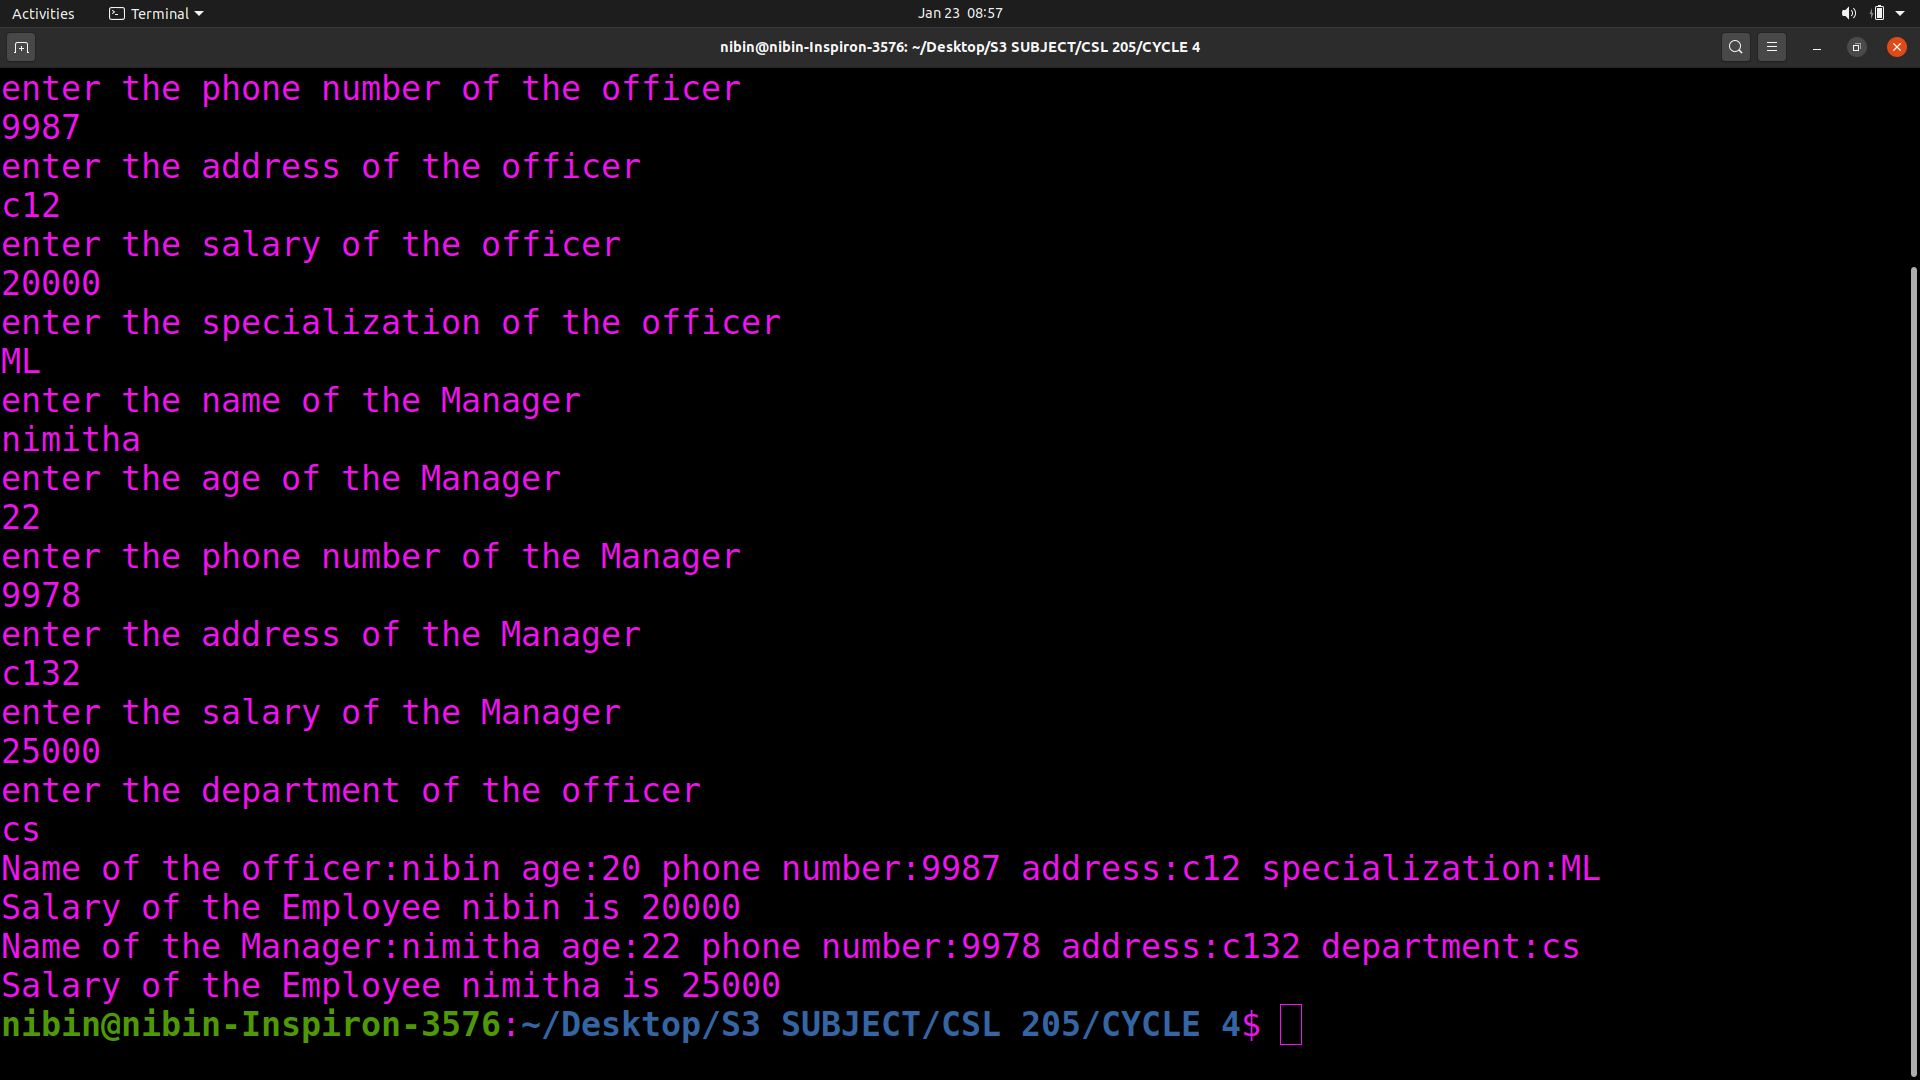 Activities Terminal Jan 23 08:57
nibin@nibin-Inspiron-3576: ~/Desktop/S3 SUBJECT/CSL 205/CYCLE 4
enter the phone number of the officer
9987
enter the address of the officer
c12
enter the salary of the officer
20000
enter the specialization of the officer
ML
enter the name of the Manager
nimitha
enter the age of the Manager
22
enter the phone number of the Manager
9978
enter the address of the Manager
c132
enter the salary of the Manager
25000
enter the department of the officer
cs
Name of the officer:nibin age:20 phone number:9987 address:c12 specialization:ML
Salary of the Employee nibin is 20000
Name of the Manager:nimitha age:22 phone number:9978 address:c132 department:cs
Salary of the Employee nimitha is 25000
nibin@nibin-Inspiron-3576:~/Desktop/S3 SUBJECT/CSL 205/CYCLE 4$